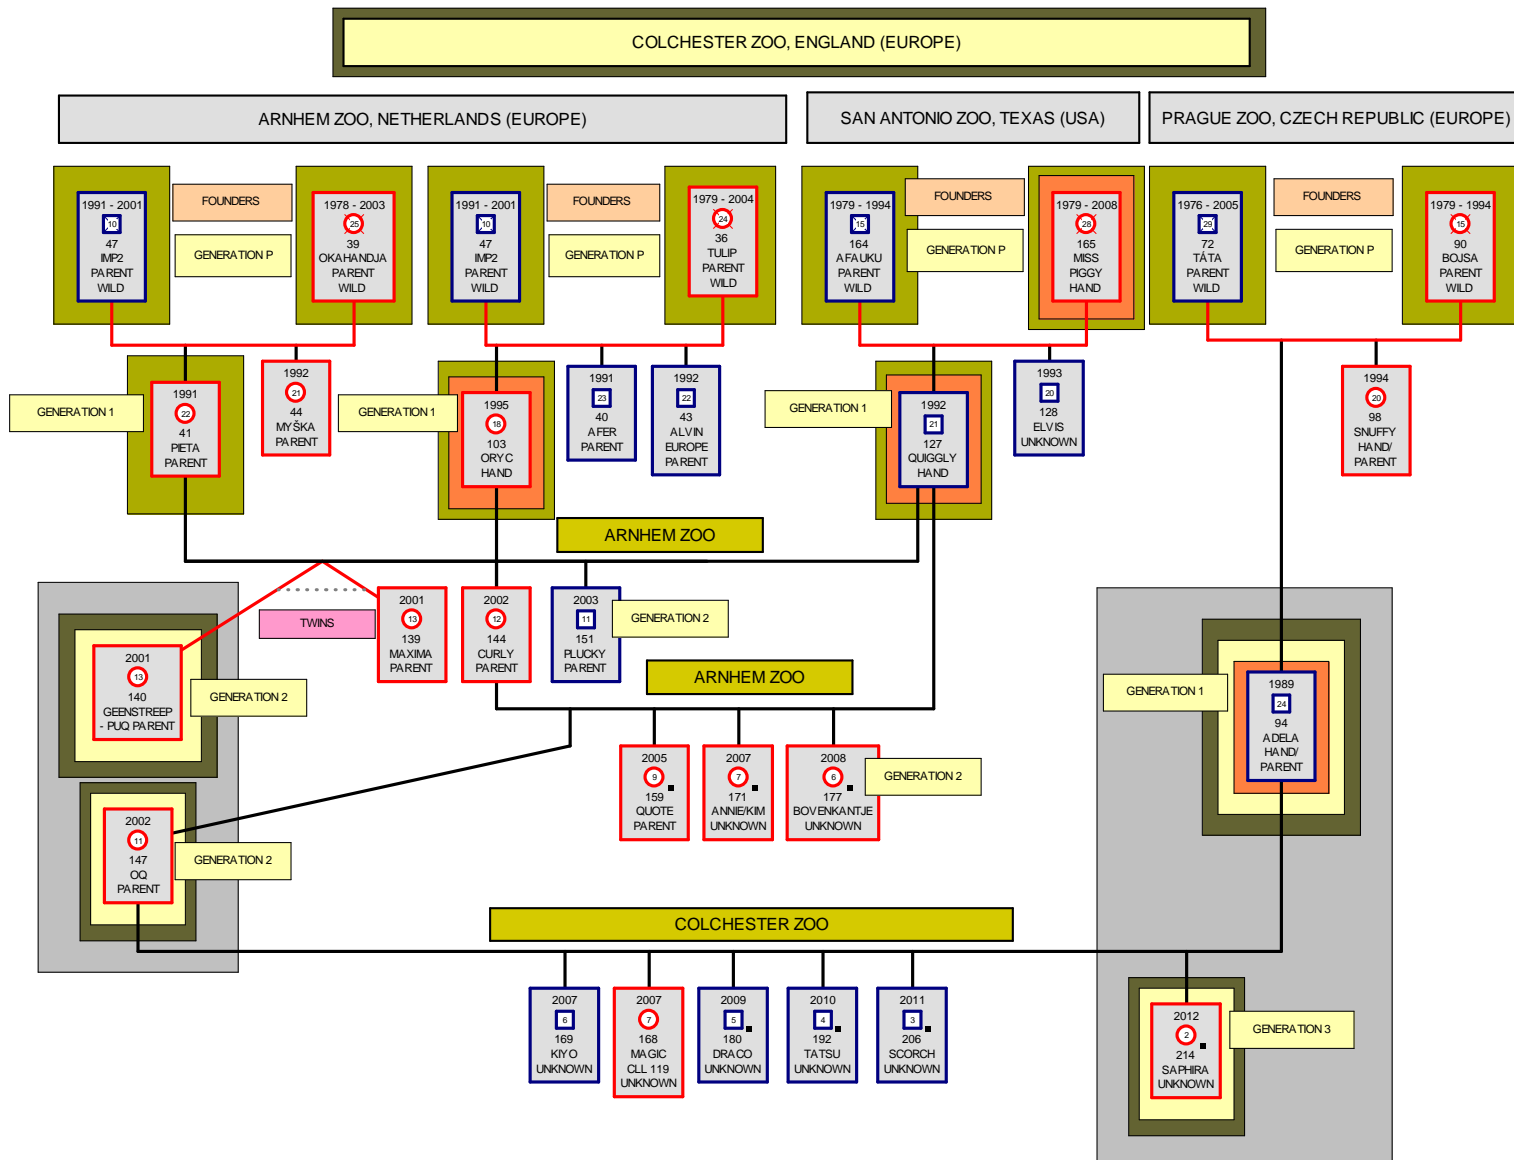 COLCHESTER ZOO, ENGLAND (EUROPE)
ARNHEM ZOO, NETHERLANDS (EUROPE)
SAN ANTONIO ZOO, TEXAS (USA)
PRAGUE ZOO, CZECH REPUBLIC (EUROPE)
1991 - 2001
10
47
IMP2
PARENT
WILD
FOUNDERS
GENERATION P
1978 - 2003
25
39
OKAHANDJA
PARENT
WILD
1991 - 2001
10
47
IMP2
PARENT
WILD
FOUNDERS
GENERATION P
1979 - 2004
24
36
TULIP
PARENT
WILD
1979 - 1994
15
164
AFAUKU
PARENT
WILD
FOUNDERS
GENERATION P
1979 - 2008
28
165
MISS
PIGGY
HAND
1976 - 2005
29
72
TÁTA
PARENT
WILD
FOUNDERS
GENERATION P
1979 - 1994
15
90
BOJSA
PARENT
WILD
GENERATION 1
1991
22
41
PIETA
PARENT
1992
21
44
MYŠKA
PARENT
GENERATION 1
1995
18
103
ORYC
HAND
1991
23
40
AFER
PARENT
1992
22
43
ALVIN
EUROPE
PARENT
GENERATION 1
1992
21
127
QUIGGLY
HAND
1993
20
128
ELVIS
UNKNOWN
1994
20
98
SNUFFY
HAND/
PARENT
ARNHEM ZOO
TWINS
2001
13
139
MAXIMA
PARENT
2002
12
144
CURLY
PARENT
2003
11
151
PLUCKY
PARENT
GENERATION 2
2001
13
140
GEENSTREEP
- PUQ PARENT
GENERATION 2
ARNHEM ZOO
GENERATION 1
1989
24
94
ADELA
HAND/
PARENT
2005
9
159
QUOTE
PARENT
2007
7
171
ANNIE/KIM
UNKNOWN
2008
6
177
BOVENKANTJE
UNKNOWN
GENERATION 2
2002
11
147
OQ
PARENT
GENERATION 2
COLCHESTER ZOO
2007
6
169
KIYO
UNKNOWN
2007
7
168
MAGIC
CLL 119
UNKNOWN
2009
5
180
DRACO
UNKNOWN
2010
4
192
TATSU
UNKNOWN
2011
3
206
SCORCH
UNKNOWN
2012
2
214
SAPHIRA
UNKNOWN
GENERATION 3